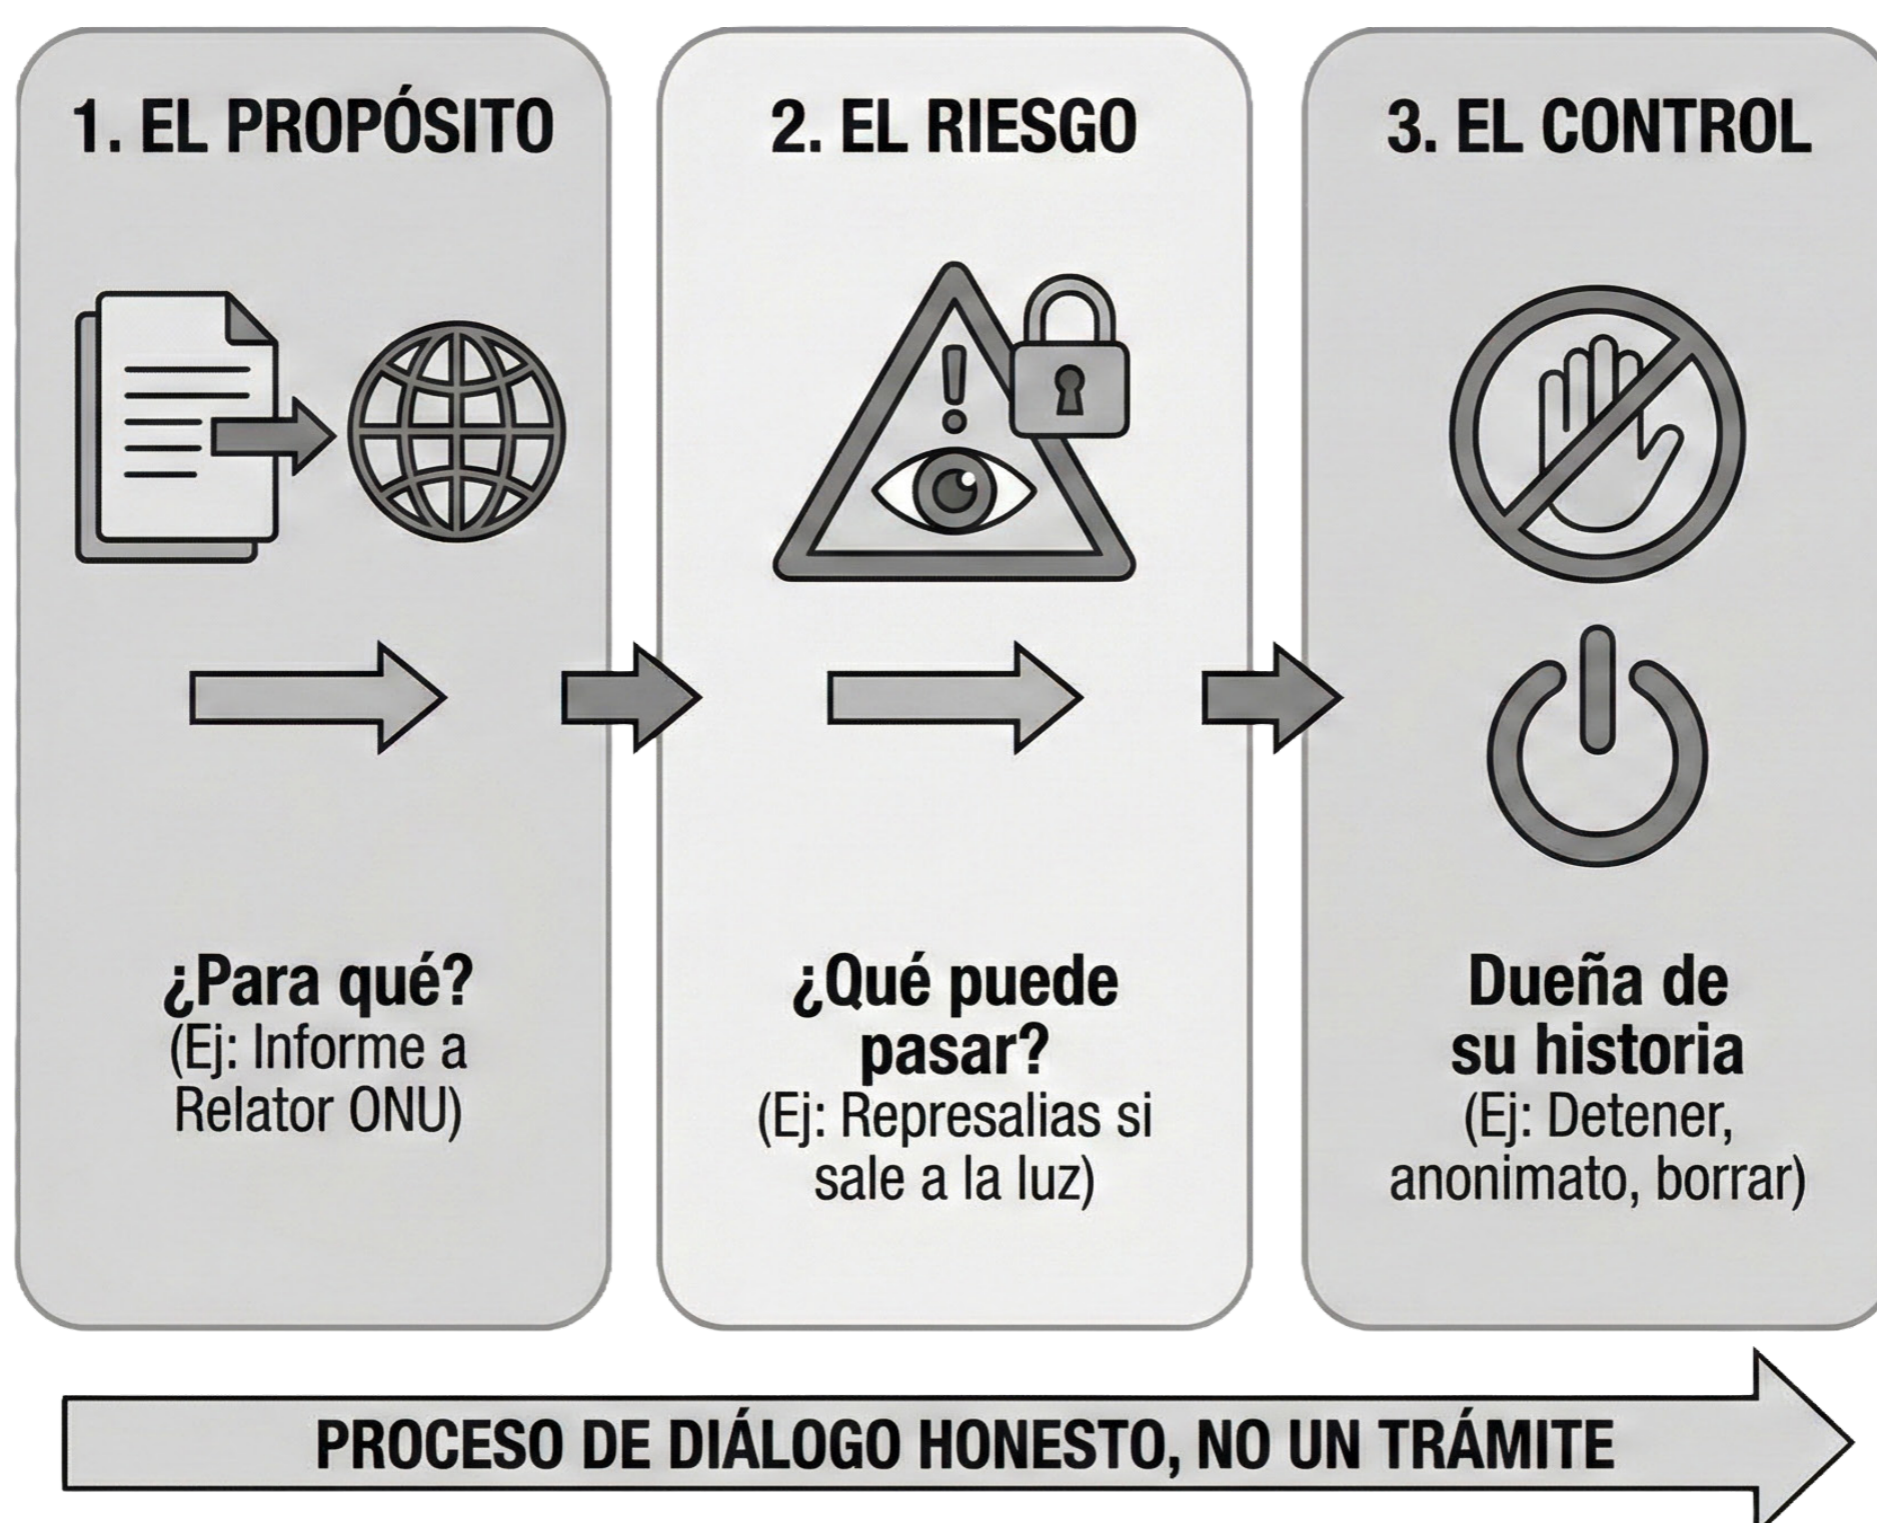 1. EL PROPÓSITO
¿Para qué?
(Ej: Informe a
Relator ONU)
2. EL RIESGO
¿Qué puede
pasar?
(Ej: Represalias si
sale a la luz)
3. EL CONTROL
Dueña de
su historia
(Ej: Detener,
anonimato, borrar)
PROCESO DE DIÁLOGO HONESTO, NO UN TRÁMITE